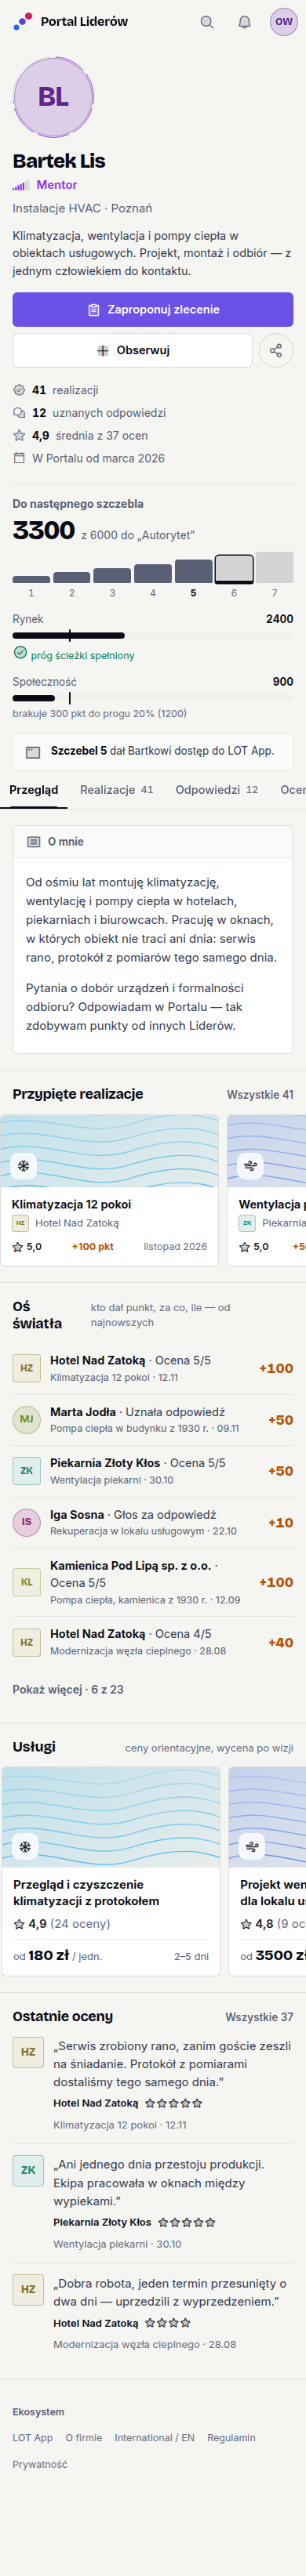 Portal Liderów
OW
BL
Bartek Lis
Mentor
Instalacje HVAC · Poznań
Klimatyzacja, wentylacja i pompy ciepła w
obiektach usługowych. Projekt, montaż i odbiór — z
jednym człowiekiem do kontaktu.
Zaproponuj zlecenie
Obserwuj
41 realizacji
12 uznanych odpowiedzi
4,9 średnia z 37 ocen
W Portalu od marca 2026
Do następnego szczebla
3300 z 6000 do „Autorytet”
1 2 3 4 5 6 7
Rynek 2400
próg ścieżki spełniony
Społeczność 900
brakuje 300 pkt do progu 20% (1200)
Szczebel 5 dał Bartkowi dostęp do LOT App.
Przegląd Realizacje 41 Odpowiedzi 12 Ocen
O mnie
Od ośmiu lat montuję klimatyzację,
wentylację i pompy ciepła w hotelach,
piekarniach i biurowcach. Pracuję w oknach,
w których obiekt nie traci ani dnia: serwis
rano, protokół z pomiarów tego samego dnia.
Pytania o dobór urządzeń i formalności
odbioru? Odpowiadam w Portalu — tak
zdobywam punkty od innych Liderów.
Przypięte realizacje Wszystkie 41
Klimatyzacja 12 pokoi
HZ Hotel Nad Zatoką
5,0 +100 pkt listopad 2026
Wentylacja p
ZK Piekarnia
5,0 +5
Oś
światła
kto dał punkt, za co, ile — od
najnowszych
HZ
Hotel Nad Zatoką · Ocena 5/5
Klimatyzacja 12 pokoi · 12.11
+100
MJ
Marta Jodła · Uznała odpowiedź
Pompa ciepła w budynku z 1930 r. · 09.11
+50
ZK
Piekarnia Złoty Kłos · Ocena 5/5
Wentylacja piekarni · 30.10
+50
IS
Iga Sosna · Głos za odpowiedź
Rekuperacja w lokalu usługowym · 22.10
+10
KL
Kamienica Pod Lipą sp. z o.o. ·
Ocena 5/5
Pompa ciepła, kamienica z 1930 r. · 12.09
+100
HZ
Hotel Nad Zatoką · Ocena 4/5
Modernizacja węzła cieplnego · 28.08
+40
Pokaż więcej · 6 z 23
Usługi ceny orientacyjne, wycena po wizji
Przegląd i czyszczenie
klimatyzacji z protokołem
4,9 (24 oceny)
od 180 zł / jedn. 2–5 dni
Projekt wen
dla lokalu us
4,8 (9 oc
od 3500 z
Ostatnie oceny Wszystkie 37
HZ
„Serwis zrobiony rano, zanim goście zeszli
na śniadanie. Protokół z pomiarami
dostaliśmy tego samego dnia.”
Hotel Nad Zatoką
Klimatyzacja 12 pokoi · 12.11
ZK
„Ani jednego dnia przestoju produkcji.
Ekipa pracowała w oknach między
wypiekami.”
Piekarnia Złoty Kłos
Wentylacja piekarni · 30.10
HZ
„Dobra robota, jeden termin przesunięty o
dwa dni — uprzedzili z wyprzedzeniem.”
Hotel Nad Zatoką
Modernizacja węzła cieplnego · 28.08
Ekosystem
LOT App O firmie International / EN Regulamin
Prywatność